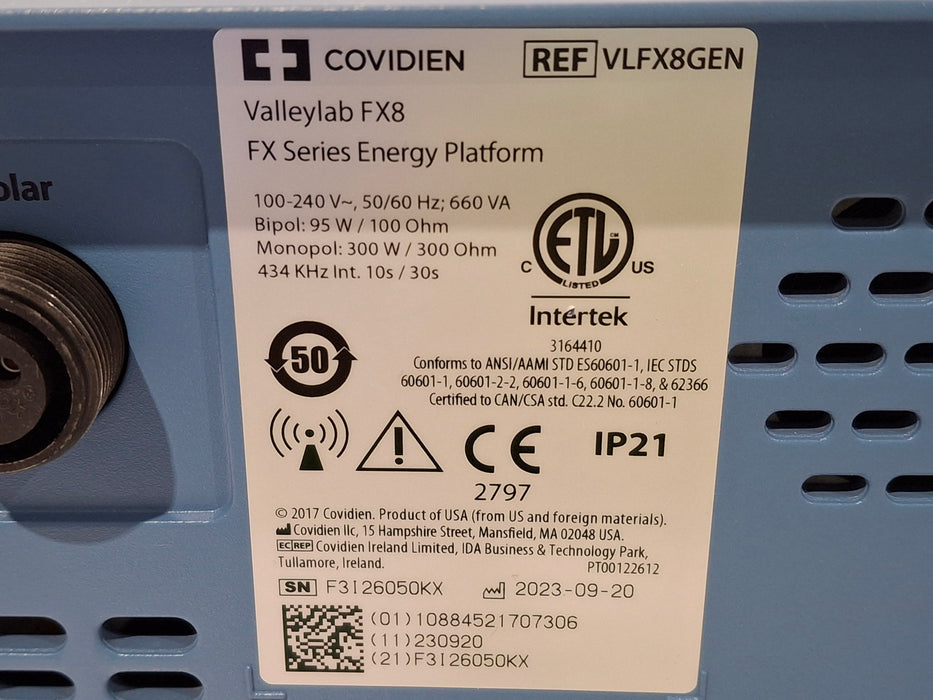 COVIDIEN REF VLFX8GEN
Valleylab FX8
FX Series Energy Platform
olar
100-240 V~, 50/60 Hz; 660 VA
Bipol: 95 W / 100 Ohm
Monopol: 300 W / 300 Ohm
434 KHz Int. 10s / 30s
ETL CM
C US
LISTED
Intertek
3164410
Conforms to ANSI/AAMI STD ES60601-1, IEC STDS
60601-1, 60601-2-2, 60601-1-6, 60601-1-8, & 62366
Certified to CAN/CSA std. C22.2 No. 60601-1
50
CE IP21
2797
© 2017 Covidien. Product of USA (from US and foreign materials).
Covidien llc, 15 Hampshire Street, Mansfield, MA 02048 USA.
EC REP Covidien Ireland Limited, IDA Business & Technology Park,
Tullamore, Ireland. PT00122612
SN F3I26050KX 2023-09-20
(01)10884521707306
(11)230920
(21)F3I26050KX